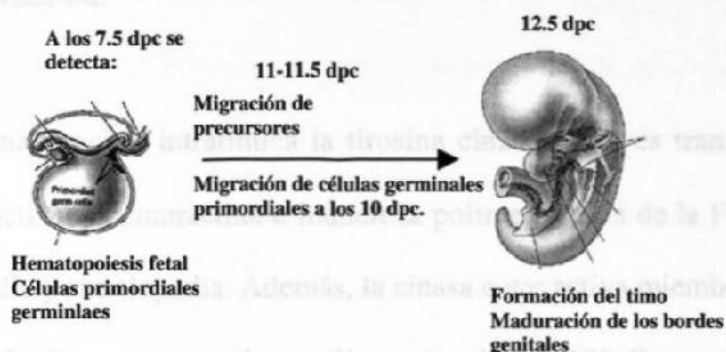 A los 7.5 dpc se
detecta:
11-11.5 dpc
Migración de
precursores
Migración de células germinales
primordiales a los 10 dpc.
12.5 dpc
Hematopoiesis fetal
Células primordiales
germinlaes
Formación del timo
Maduración de los bordes
genitales